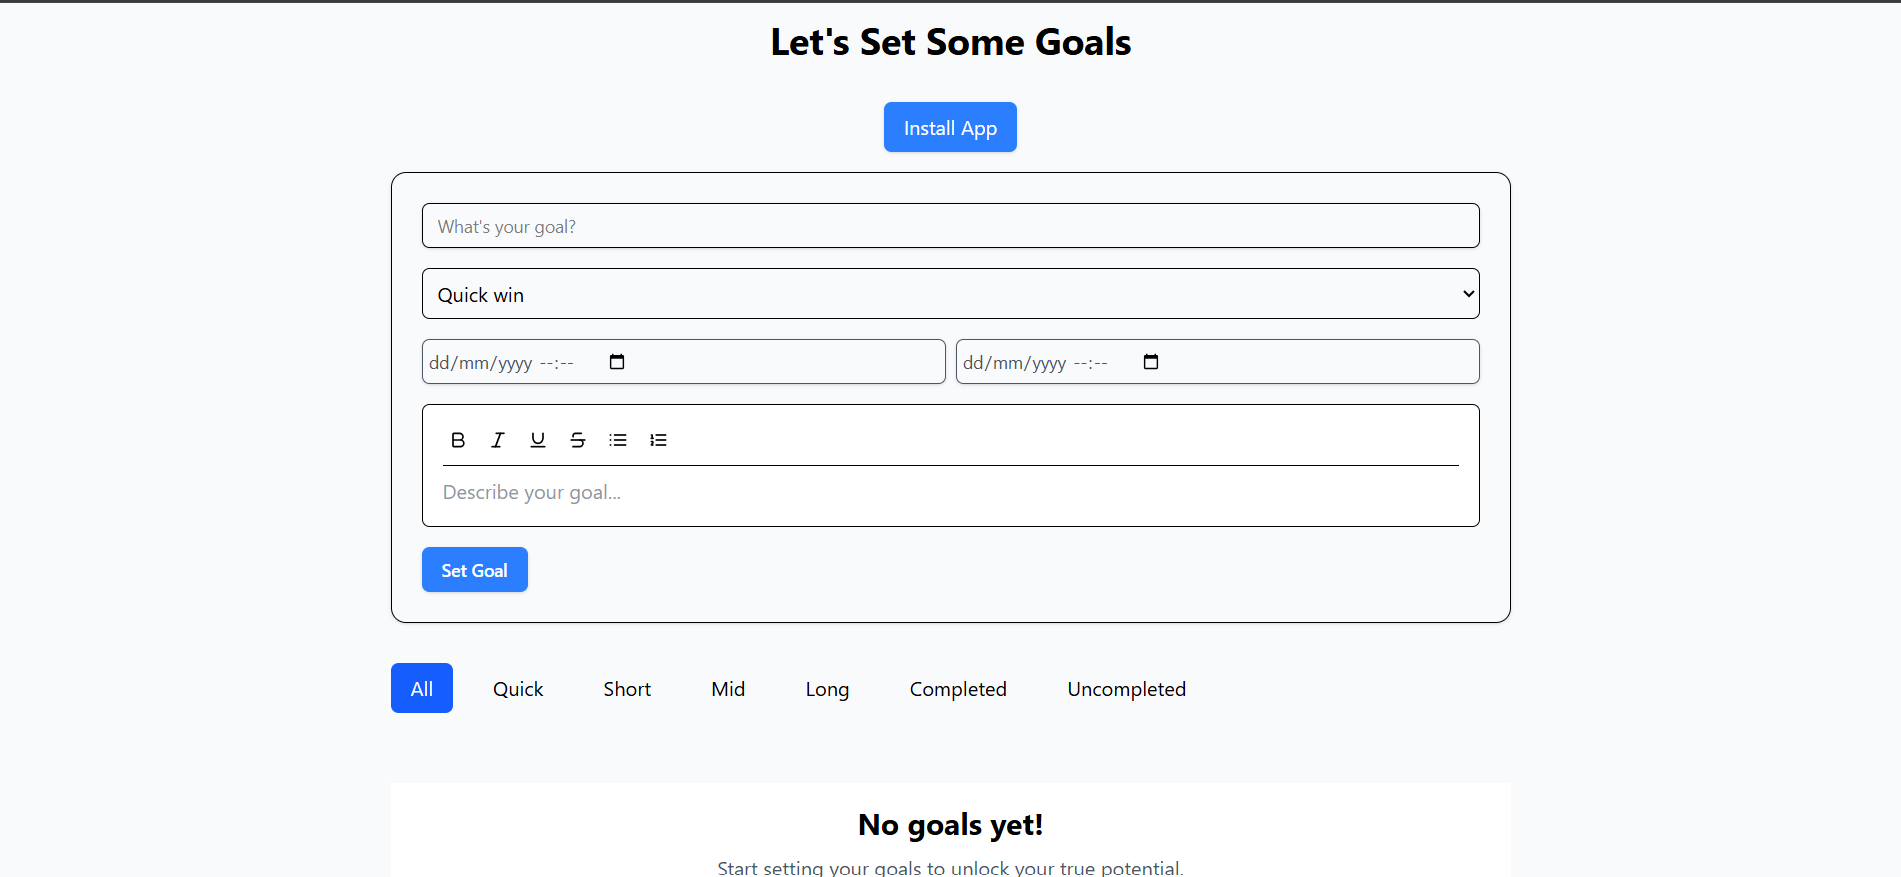 Let's Set Some Goals
Install App
What's your goal?
Quick win
dd/mm/yyyy --:-- dd/mm/yyyy --:--
B I U S
Describe your goal...
Set Goal
All Quick Short Mid Long Completed Uncompleted
No goals yet!
Start setting your goals to unlock your true potential.